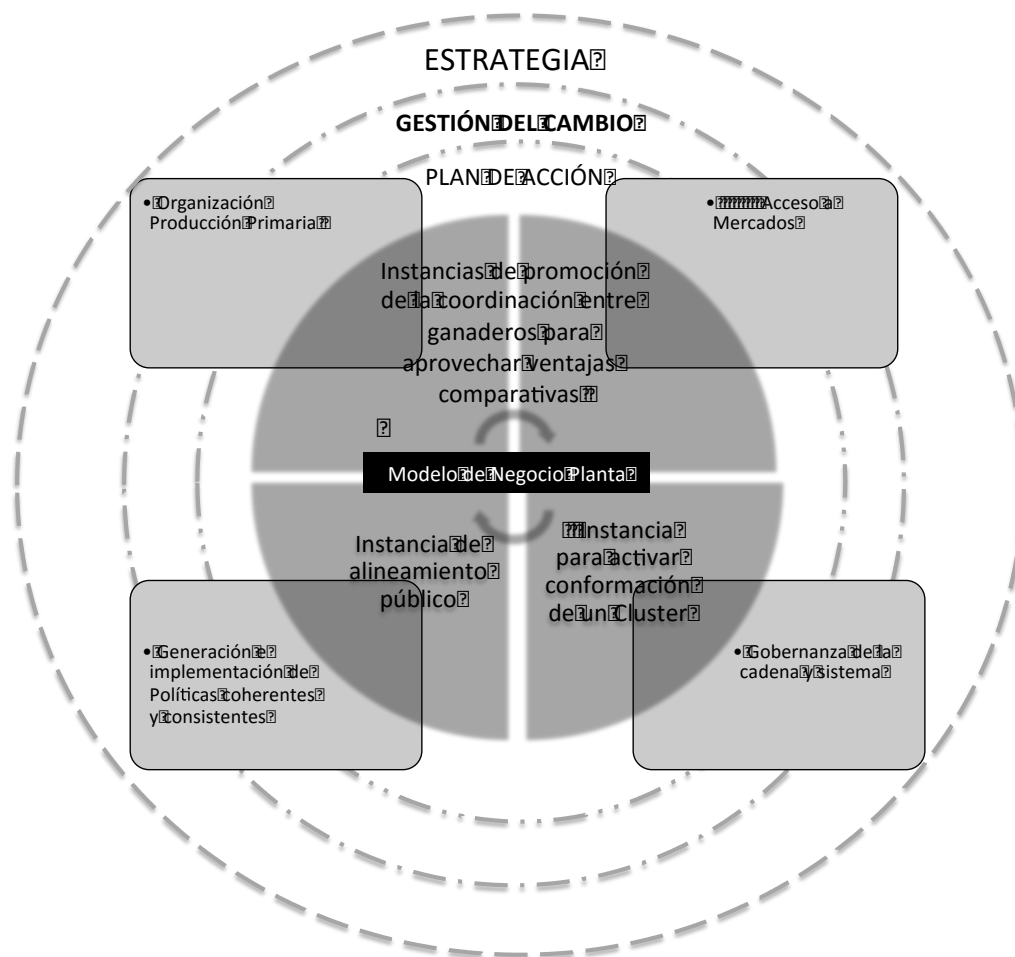 ESTRATEGIA
GESTIÓN DEL CAMBIO
PLAN DE ACCIÓN
• Organización
Producción Primaria
• Acceso a
Mercados
Instancias de promoción
de la coordinación entre
ganaderos para
aprovechar ventajas
comparativas
Modelo de Negocio Planta
Instancia de
alineamiento
público
Instancia
para activar
conformación
de un Cluster
• Generación e
implementación de
Políticas coherentes
y consistentes
• Gobernanza de la
cadena y sistema